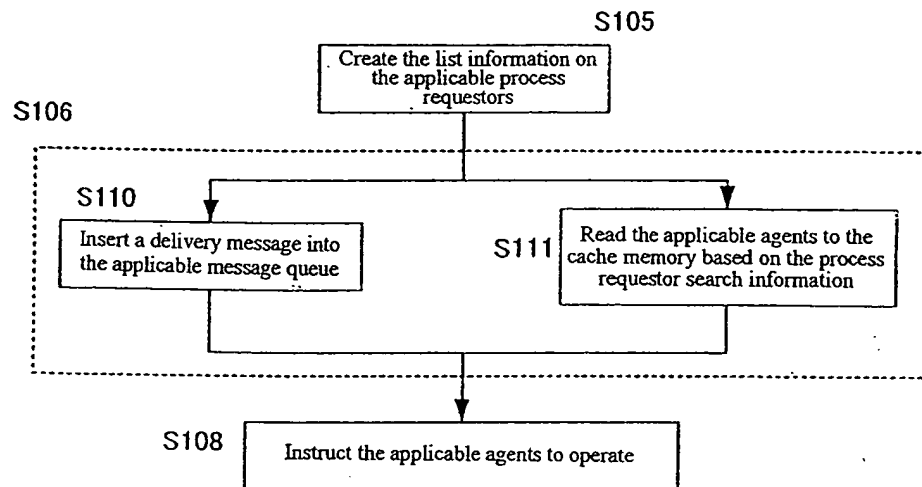 S105
Create the list information on
the applicable process
requestors
S106
S110
Insert a delivery message into
the applicable message queue
S111
Read the applicable agents to the
cache memory based on the process
requestor search information
S108
Instruct the applicable agents to operate